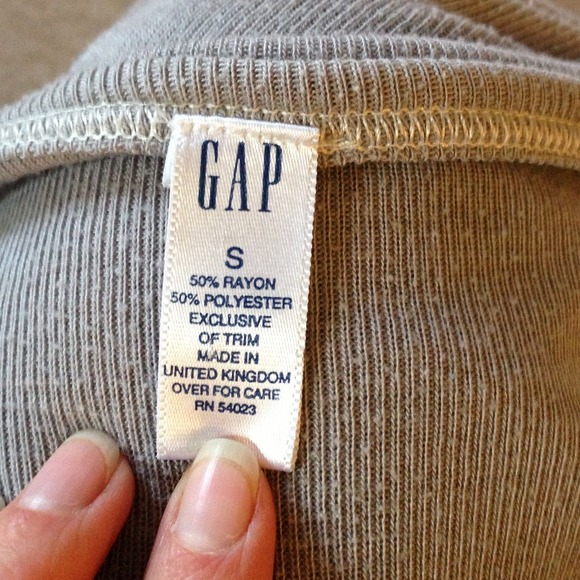 GAP
S
50% RAYON
50% POLYESTER
EXCLUSIVE
OF TRIM
MADE IN
UNITED KINGDOM
OVER FOR CARE
RN 54023